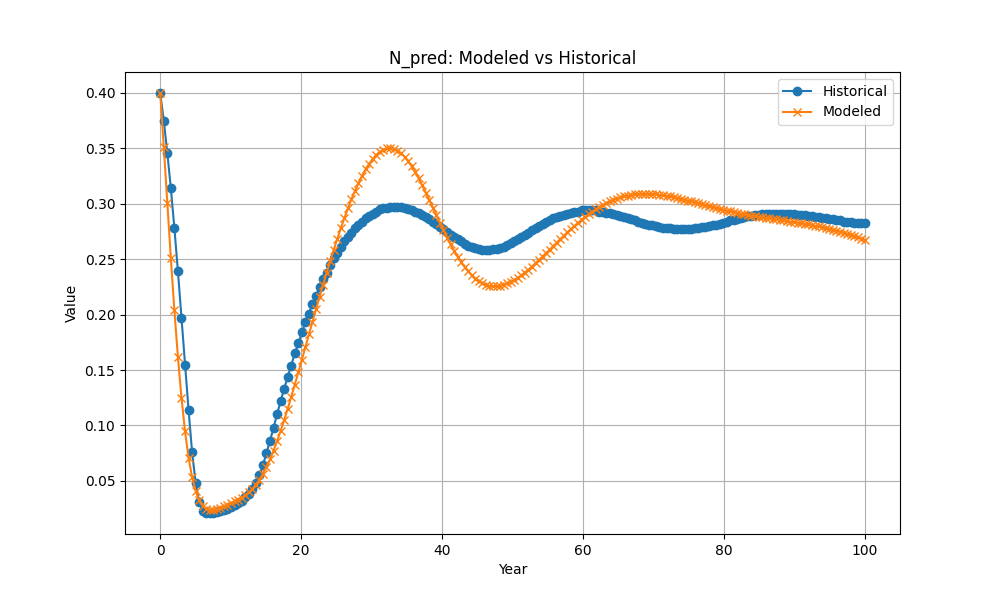 N_pred: Modeled vs Historical
Historical
Modeled
Value
0.40
0.35
0.30
0.25
0.20
0.15
0.10
0.05
0 20 40 60 80 100
Year